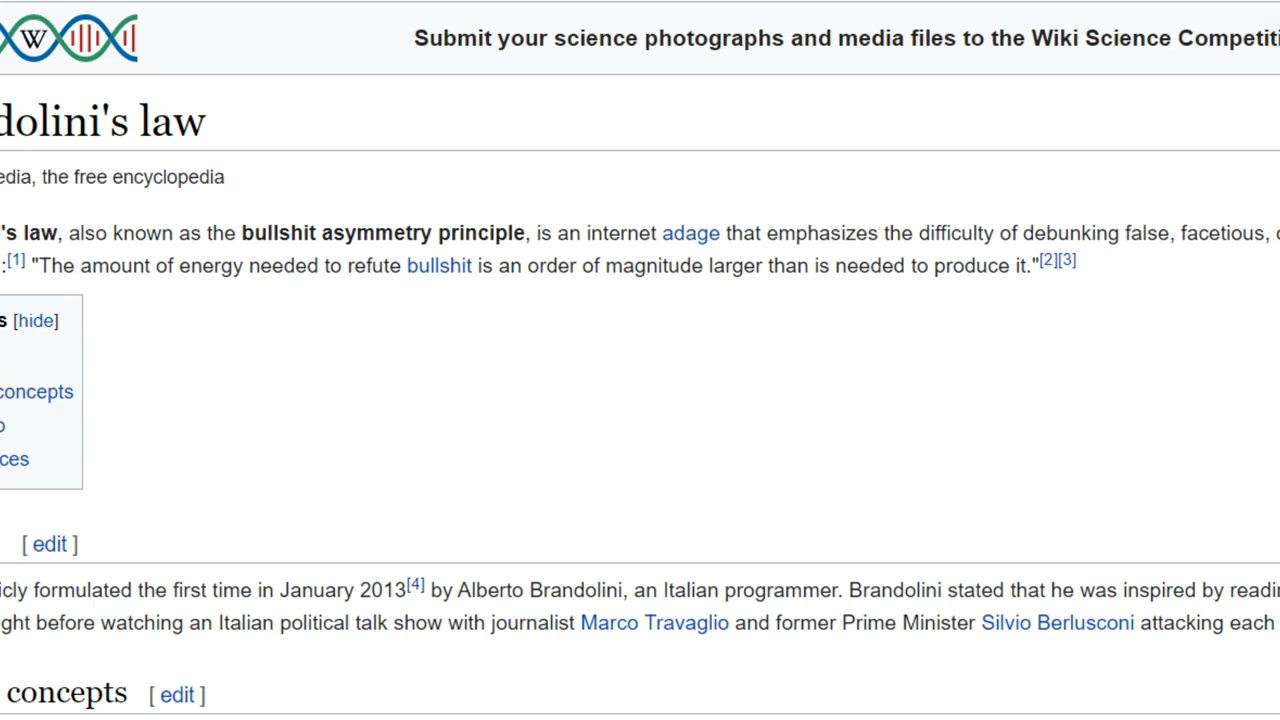 W
Submit your science photographs and media files to the Wiki Science Competiti
dolini's law
edia, the free encyclopedia
's law, also known as the bullshit asymmetry principle, is an internet adage that emphasizes the difficulty of debunking false, facetious,
:[1] "The amount of energy needed to refute bullshit is an order of magnitude larger than is needed to produce it."[2][3]
s [hide]
concepts
o
ces
[ edit ]
icly formulated the first time in January 2013[4] by Alberto Brandolini, an Italian programmer. Brandolini stated that he was inspired by readin
ght before watching an Italian political talk show with journalist Marco Travaglio and former Prime Minister Silvio Berlusconi attacking each
concepts [ edit ]